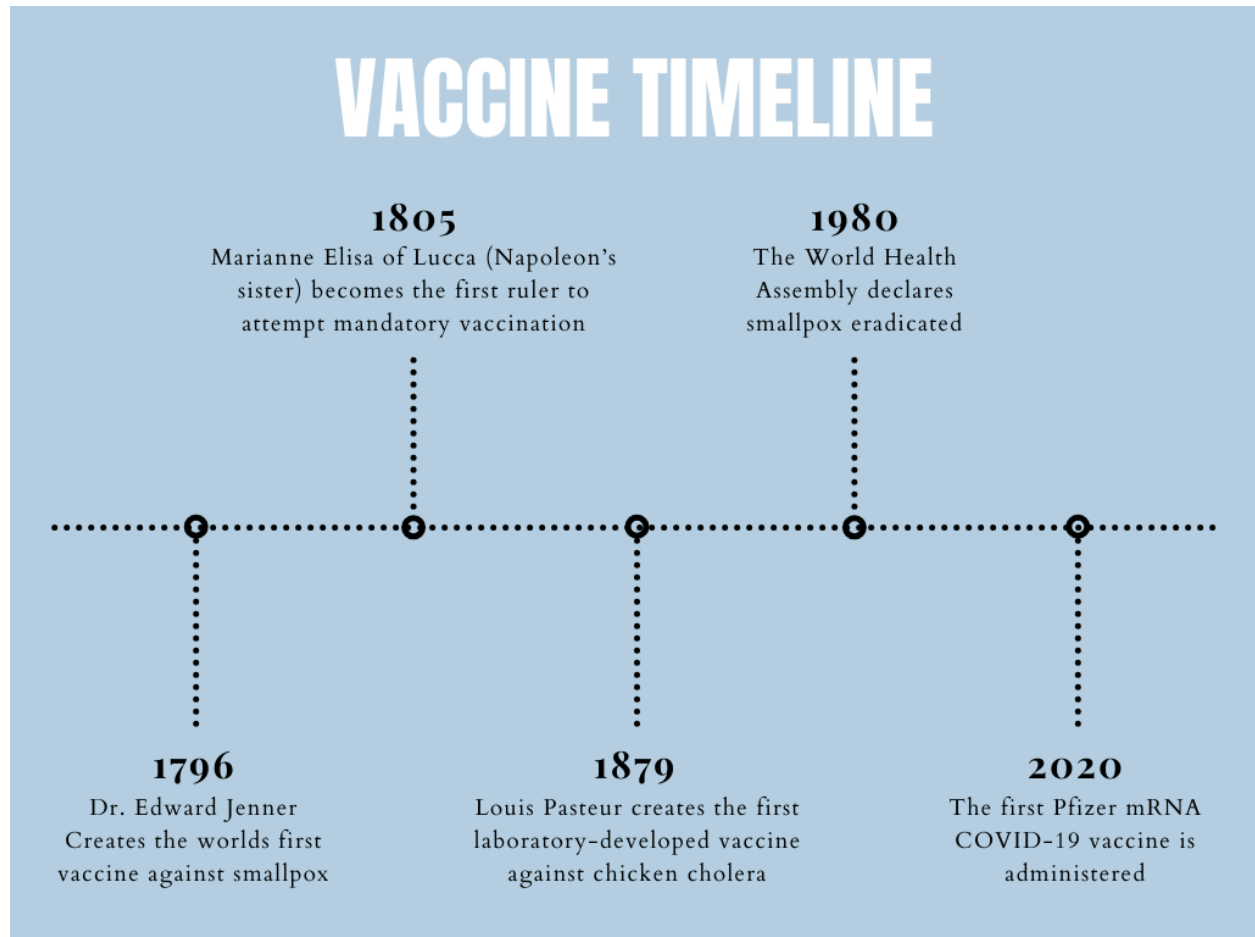 VACCINE TIMELINE
1805
Marianne Elisa of Lucca (Napoleon's
sister) becomes the first ruler to
attempt mandatory vaccination
1980
The World Health
Assembly declares
smallpox eradicated
1796
Dr. Edward Jenner
Creates the worlds first
vaccine against smallpox
1879
Louis Pasteur creates the first
laboratory-developed vaccine
against chicken cholera
2020
The first Pfizer mRNA
COVID-19 vaccine is
administered